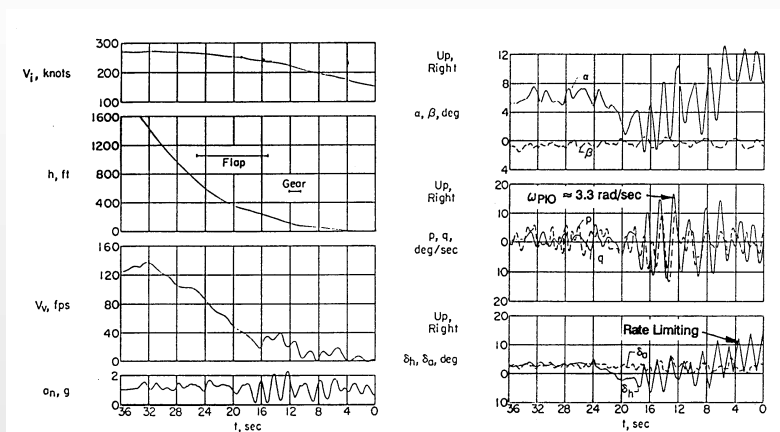 300
V_i, knots 200
100
1600
1200
h, ft 800
Flap
Gear
400
0
160
120
V_v, fps 80
40
0
2
a_n, g
0
36 32 28 24 20 16 12 8 4 0
t, sec
Up,
Right
12
8
α
α, β, deg 4
0
β
4
Up,
Right
20
ω_PIO ≈ 3.3 rad/sec
10
p
p, q,
deg/sec
0
q
10
20
Up,
Right
20
Rate Limiting
10
δ_a
δ_h, δ_a, deg
0
δ_h
10
36 32 28 24 20 16 12 8 4 0
t, sec